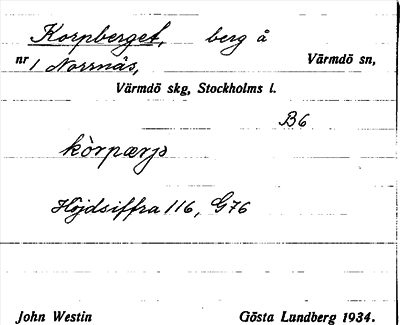 Korpberget, berg å
nr 1 Norrnäs, Värmdö sn,
Värmdö skg, Stockholms l.
B6
kòrpærjə
Höjdsiffra 116, G76
John Westin Gösta Lundberg 1934.